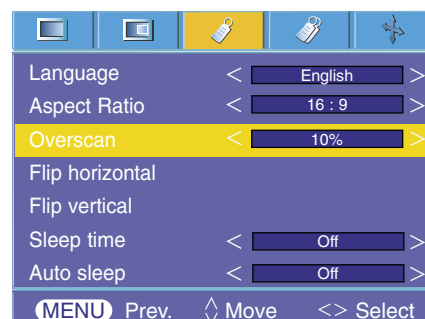 Language < English >
Aspect Ratio < 16 : 9 >
Overscan < 10% >
Flip horizontal
Flip vertical
Sleep time < Off >
Auto sleep < Off >
MENU Prev. Move <> Select